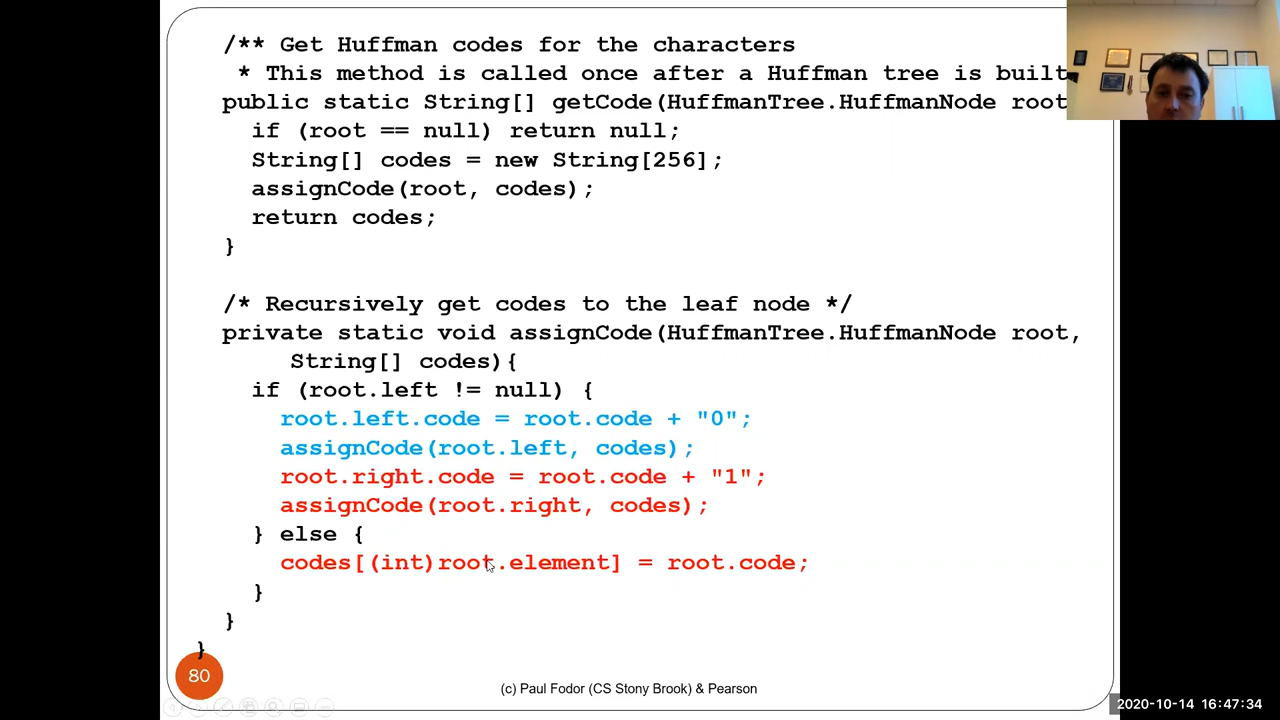 /** Get Huffman codes for the characters
* This method is called once after a Huffman tree is built
public static String[] getCode(HuffmanTree.HuffmanNode root
if (root == null) return null;
String[] codes = new String[256];
assignCode(root, codes);
return codes;
}
/* Recursively get codes to the leaf node */
private static void assignCode(HuffmanTree.HuffmanNode root,
String[] codes){
if (root.left != null) {
root.left.code = root.code + "0";
assignCode(root.left, codes);
root.right.code = root.code + "1";
assignCode(root.right, codes);
} else {
codes[(int)root.element] = root.code;
}
}
}
80
(c) Paul Fodor (CS Stony Brook) & Pearson
2020-10-14 16:47:34